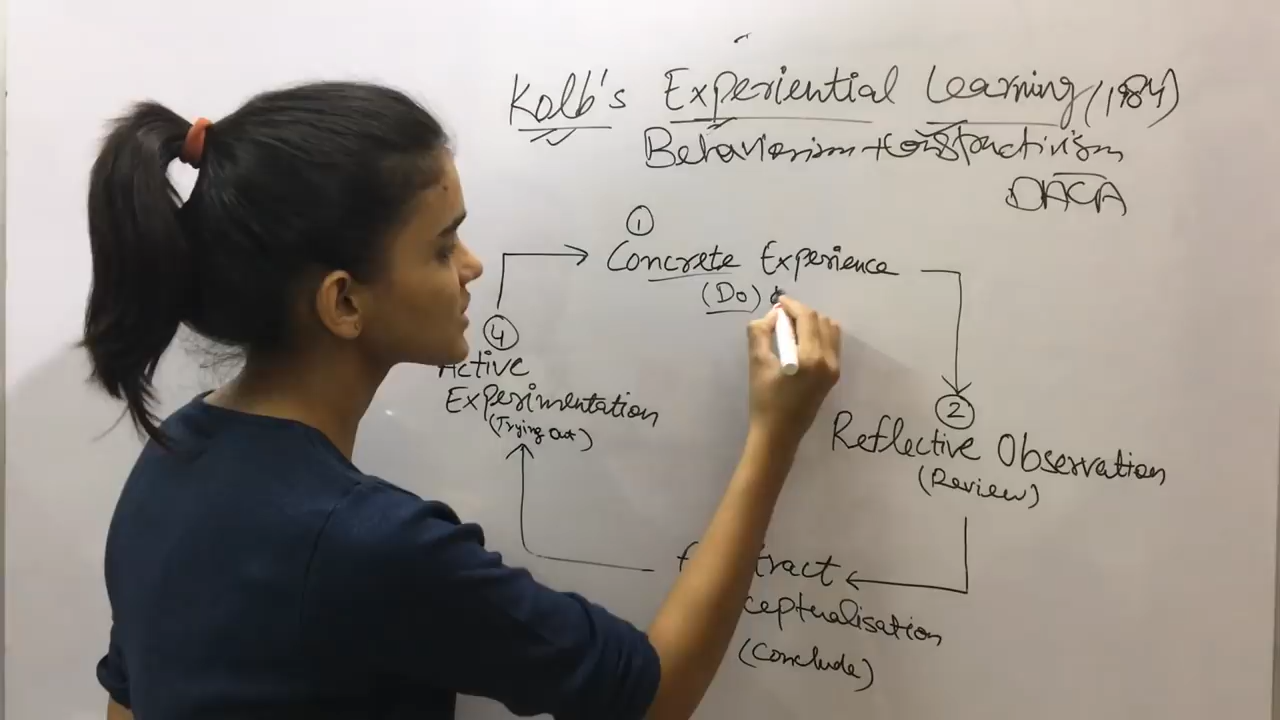 Kolb's Experiential Learning (1984)
Behaviorism + Constructivism
DACA
①
Concrete Experience
(Do)
④
Active
Experimentation
(Trying Out)
②
Reflective Observation
(Review)
(Conclude)